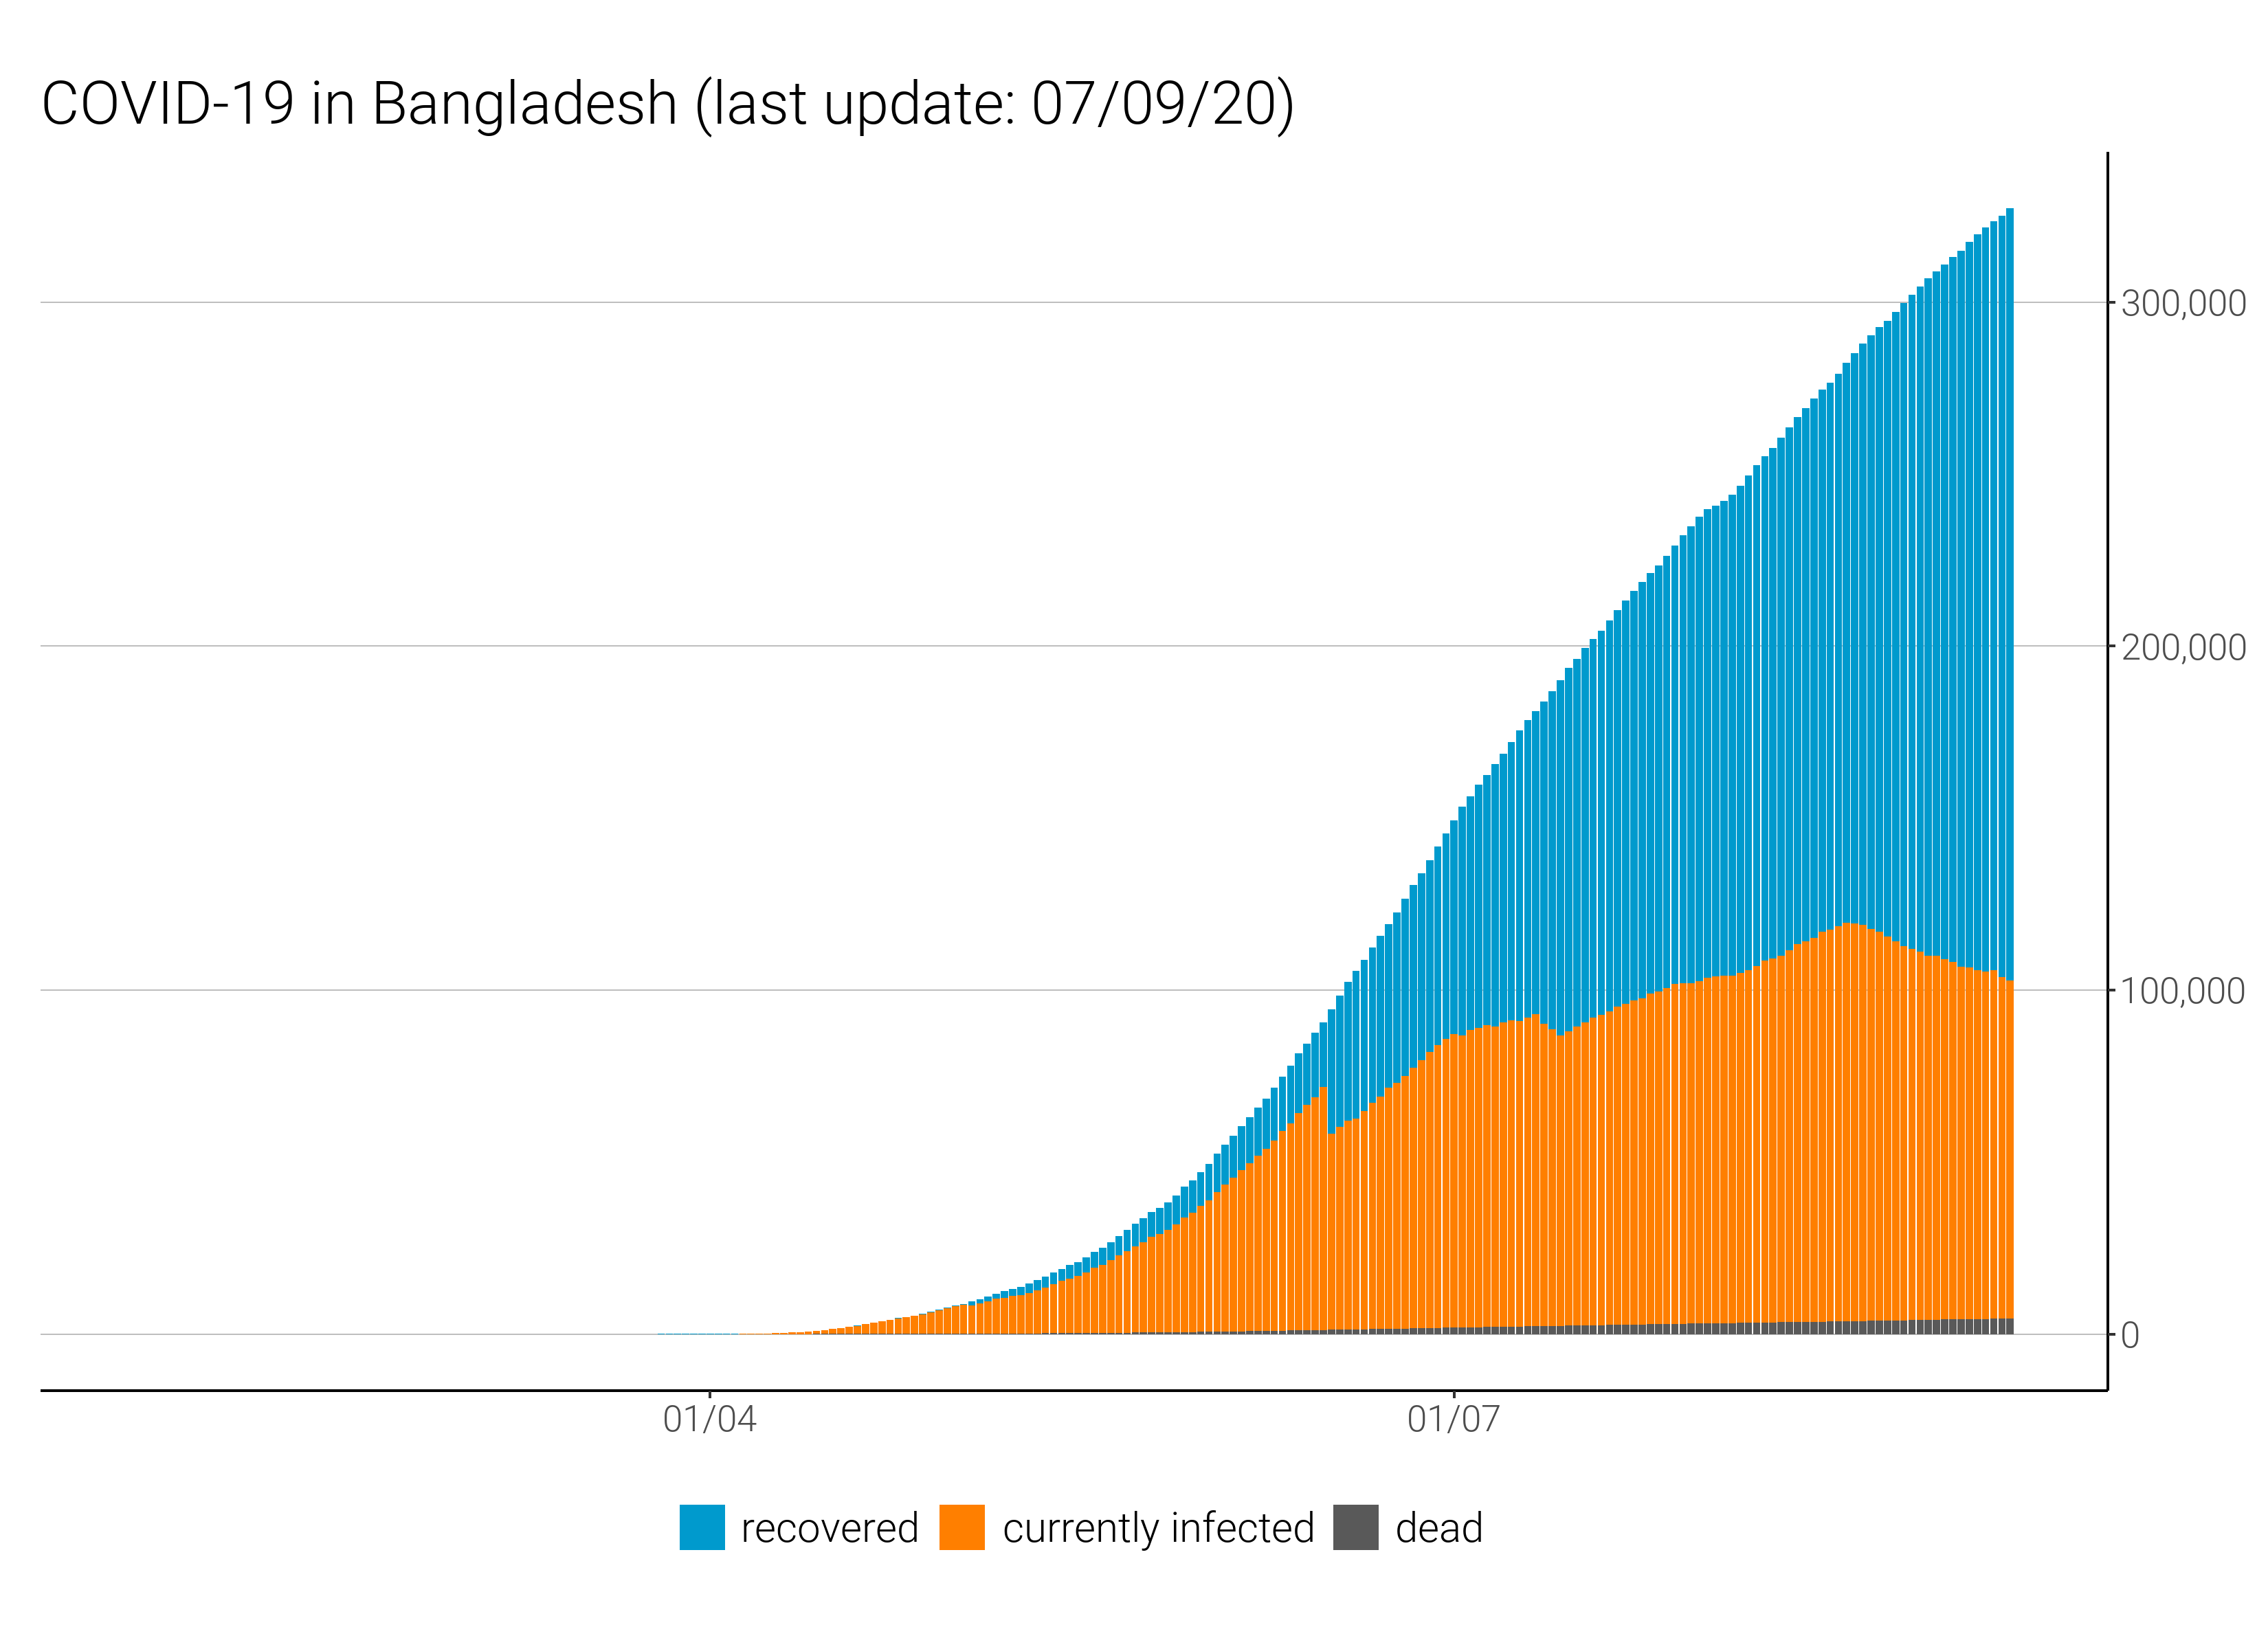 COVID-19 in Bangladesh (last update: 07/09/20)
300,000
200,000
100,000
0
01/04 01/07
recovered currently infected dead